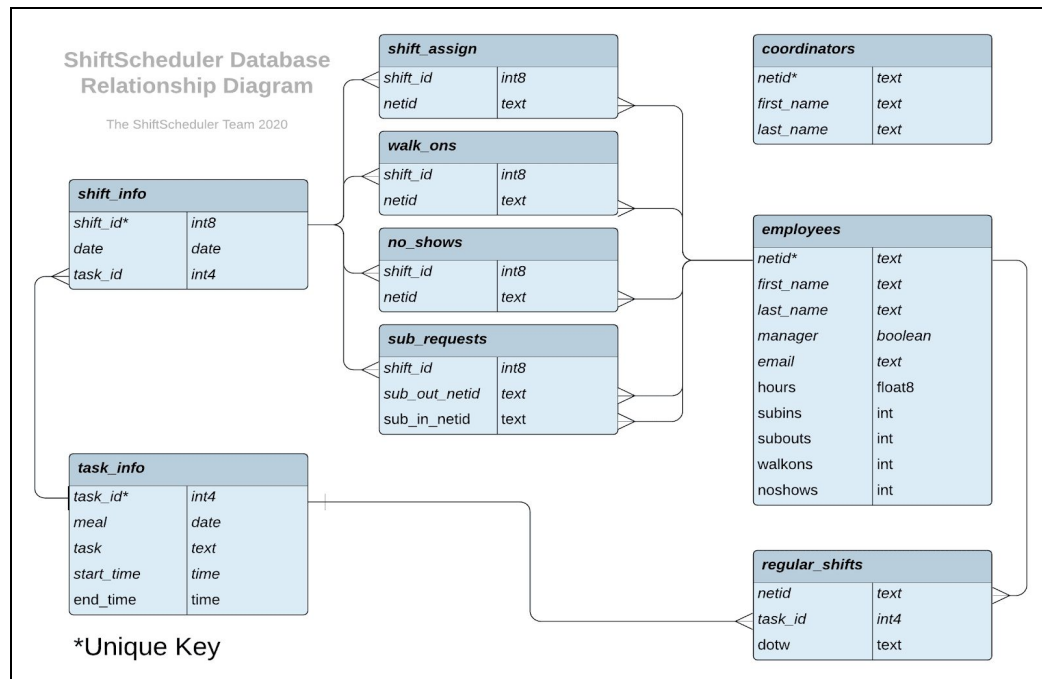 ShiftScheduler Database
Relationship Diagram
The ShiftScheduler Team 2020
shift_assign
shift_id int8
netid text
walk_ons
shift_id int8
netid text
no_shows
shift_id int8
netid text
sub_requests
shift_id int8
sub_out_netid text
sub_in_netid text
coordinators
netid* text
first_name text
last_name text
shift_info
shift_id* int8
date date
task_id int4
employees
netid* text
first_name text
last_name text
manager boolean
email text
hours float8
subins int
subouts int
walkons int
noshows int
task_info
task_id* int4
meal date
task text
start_time time
end_time time
regular_shifts
netid text
task_id int4
dotw text
*Unique Key